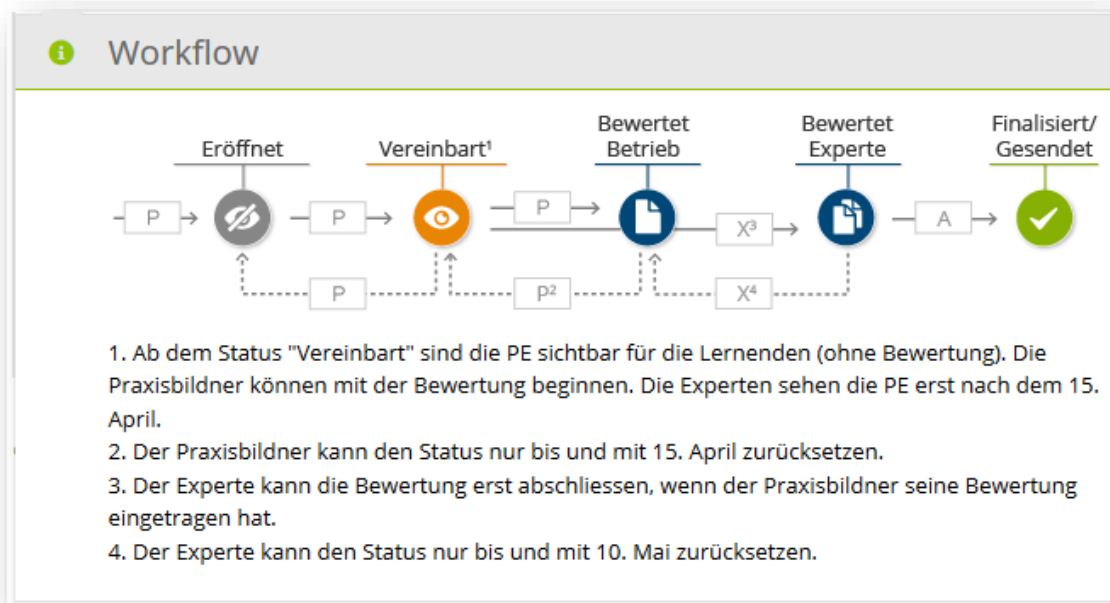 Workflow
Eröffnet
Vereinbart¹
Bewertet
Betrieb
Bewertet
Experte
Finalisiert/
Gesendet
P
P
P
X³
A
P
P²
X⁴
1. Ab dem Status "Vereinbart" sind die PE sichtbar für die Lernenden (ohne Bewertung). Die
Praxisbildner können mit der Bewertung beginnen. Die Experten sehen die PE erst nach dem 15.
April.
2. Der Praxisbildner kann den Status nur bis und mit 15. April zurücksetzen.
3. Der Experte kann die Bewertung erst abschliessen, wenn der Praxisbildner seine Bewertung
eingetragen hat.
4. Der Experte kann den Status nur bis und mit 10. Mai zurücksetzen.